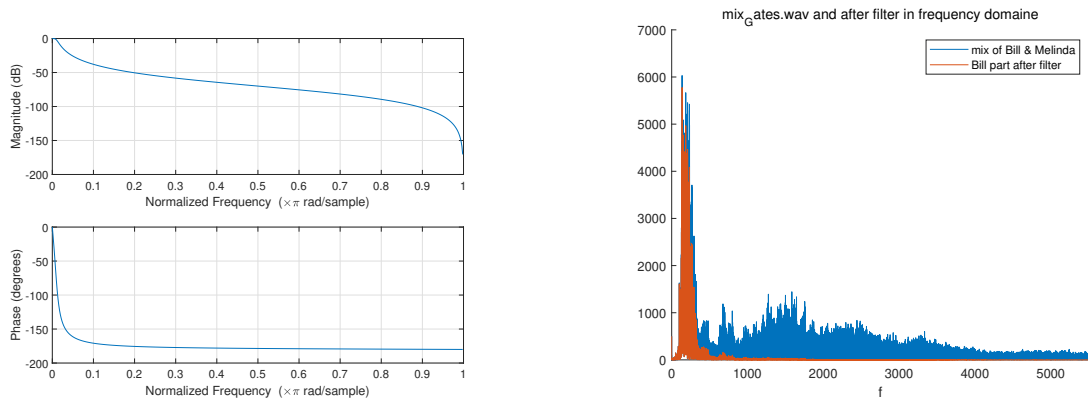 0
-50
-100
-150
-200
Magnitude (dB)
0 0.1 0.2 0.3 0.4 0.5 0.6 0.7 0.8 0.9 1
Normalized Frequency (×π rad/sample)
0
-50
-100
-150
-200
Phase (degrees)
0 0.1 0.2 0.3 0.4 0.5 0.6 0.7 0.8 0.9 1
Normalized Frequency (×π rad/sample)
mix_Gates.wav and after filter in frequency domaine
7000
6000
5000
4000
3000
2000
1000
0
mix of Bill & Melinda
Bill part after filter
0 1000 2000 3000 4000 5000
f